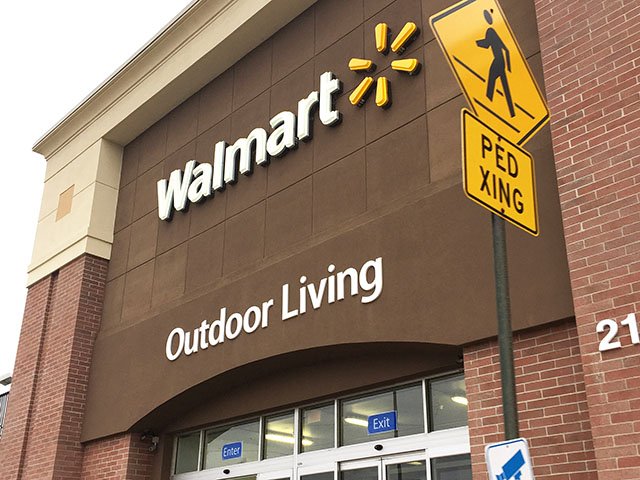 Walmart
PED
XING
Outdoor Living
21
Exit
Enter